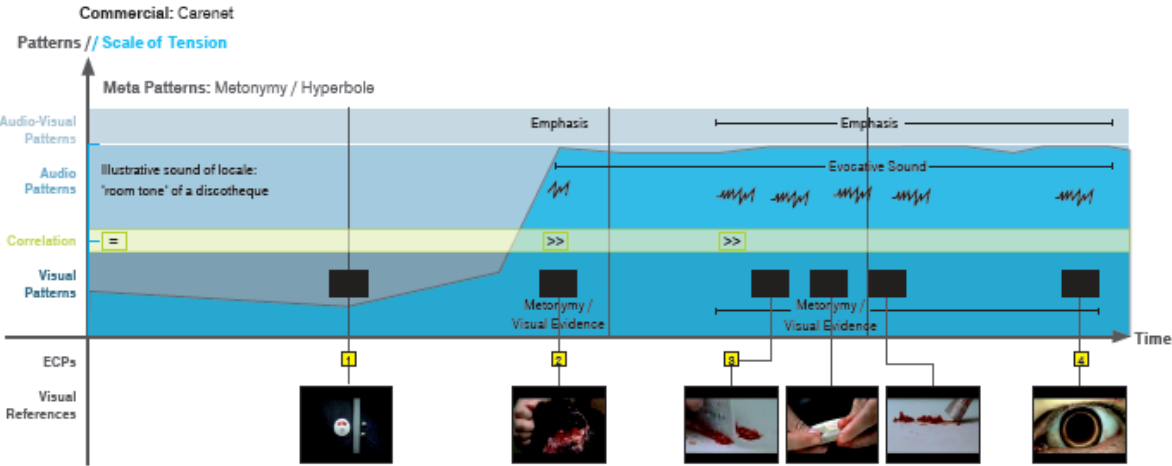 Commercial: Carenet
Patterns // Scale of Tension
Meta Patterns: Metonymy / Hyperbole
Audio-Visual
Patterns
Emphasis
Emphasis
Audio
Patterns
Illustrative sound of locale:
'room tone' of a discotheque
Evocative Sound
Correlation
=
>>
>>
Visual
Patterns
Metonymy /
Visual Evidence
Metonymy /
Visual Evidence
Time
ECPs
1
2
3
4
Visual
References